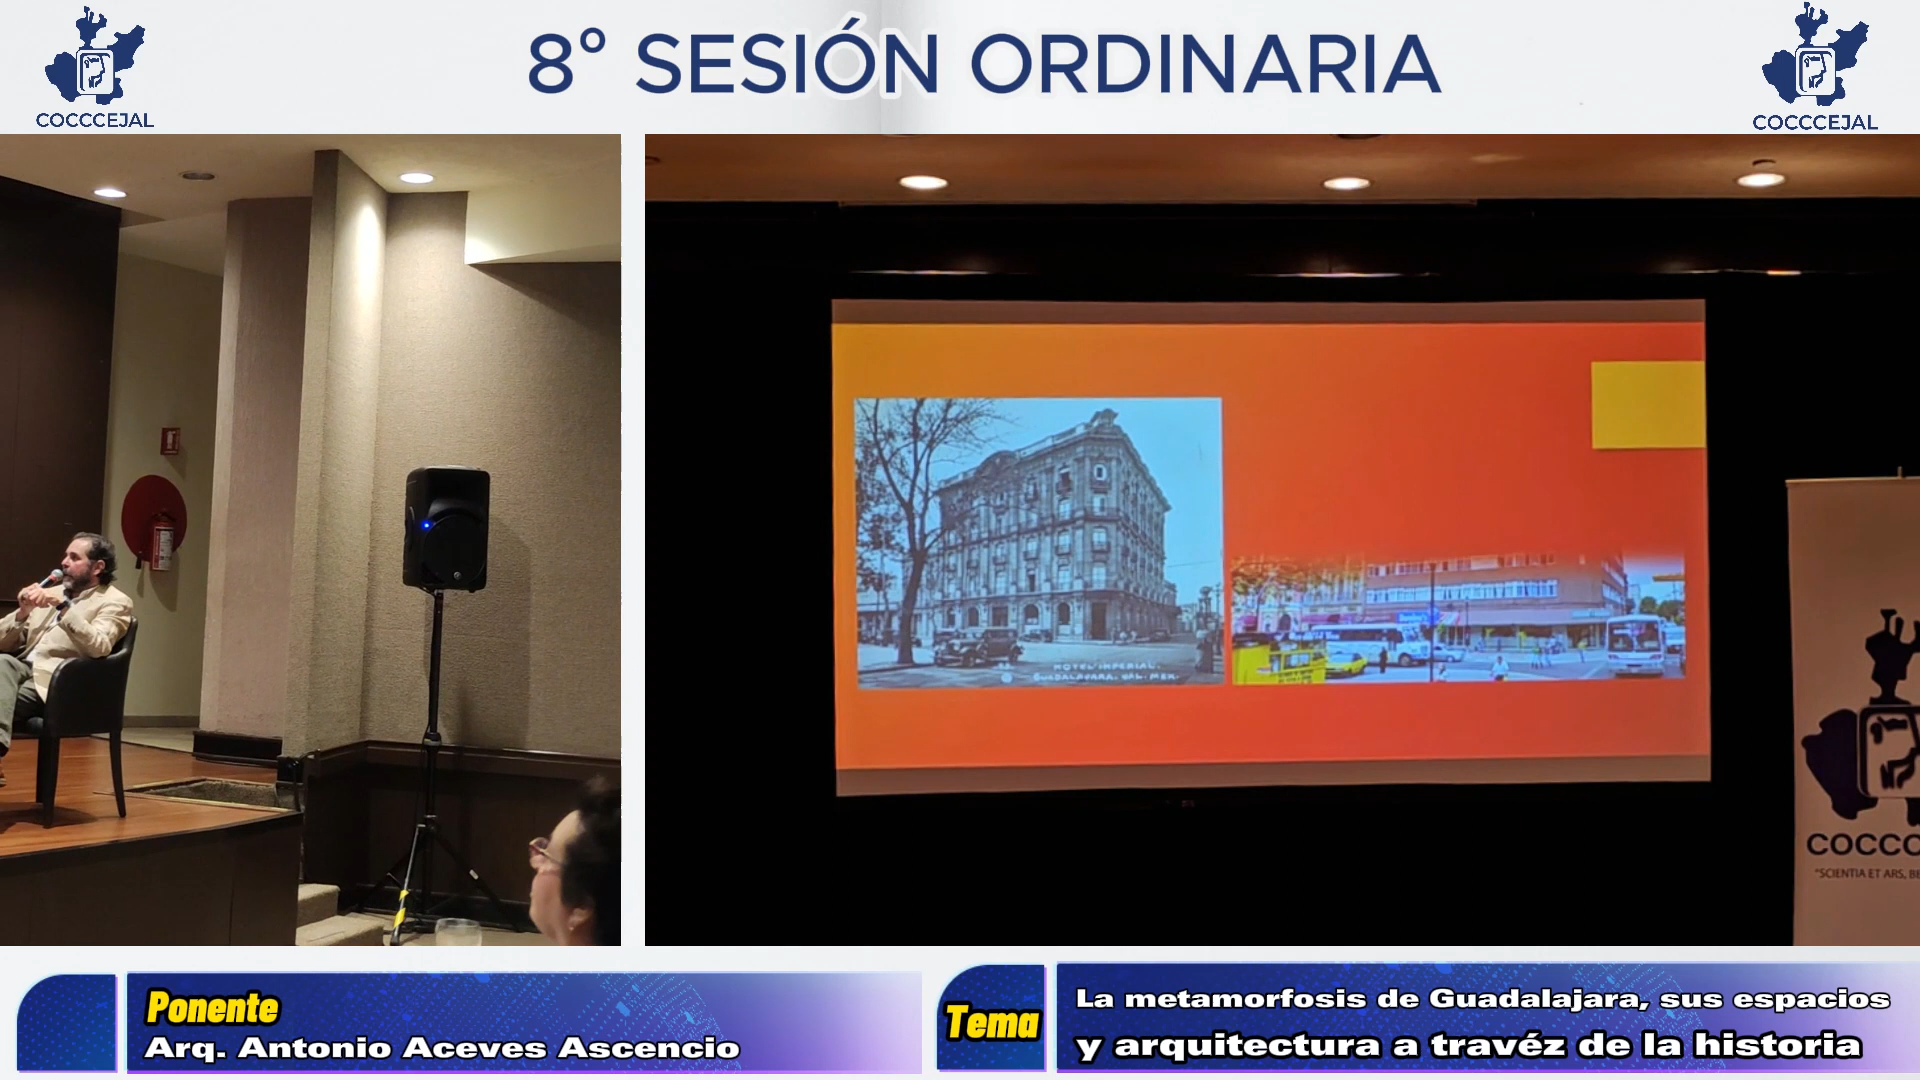 8° SESIÓN ORDINARIA
COCCCEJAL
COCCCEJAL
HOTEL IMPERIAL.
GUADALAJARA. JAL. MEX.
COCCC
"SCIENTIA ET ARS, BE
Ponente
Arq. Antonio Aceves Ascencio
Tema
La metamorfosis de Guadalajara, sus espacios
y arquitectura a travéz de la historia